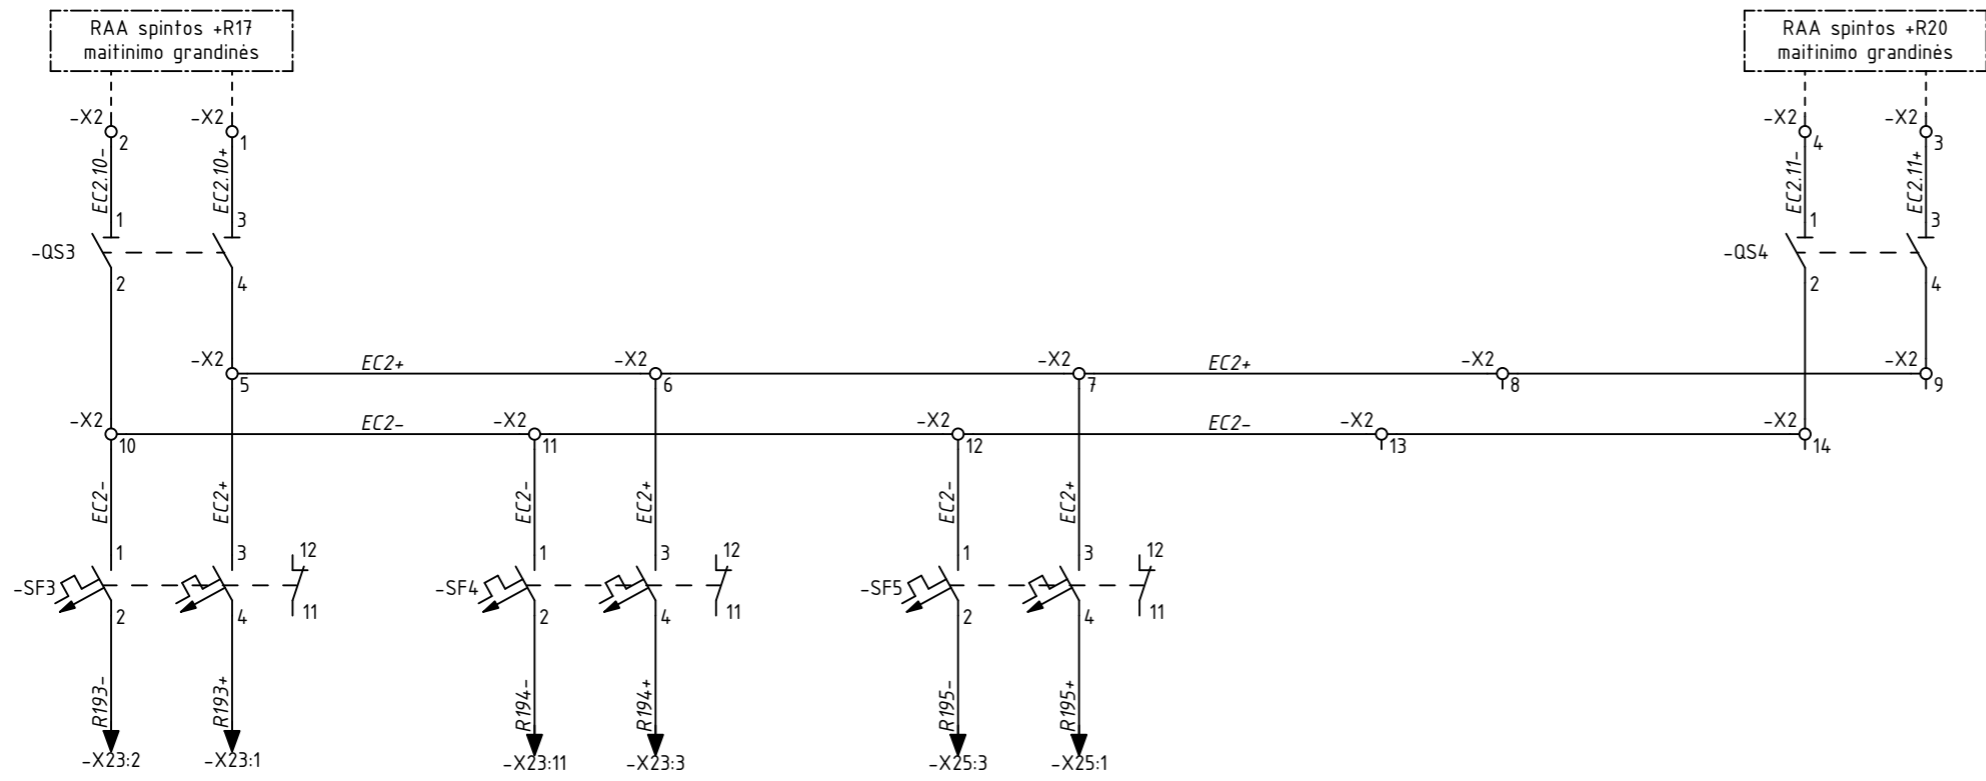 RAA spintos +R17
maitinimo grandinės
RAA spintos +R20
maitinimo grandinės
-X2
2
-X2
1
-X2
4
-X2
3
EC2.10-
EC2.10+
EC2.11-
EC2.11+
1
3
1
3
-QS3
-QS4
2
4
2
4
-X2
5
EC2+
-X2
6
-X2
7
EC2+
-X2
8
-X2
9
-X2
10
EC2-
-X2
11
-X2
12
EC2-
-X2
13
-X2
14
EC2-
EC2+
EC2-
EC2+
EC2-
EC2+
1
3
12
1
3
12
1
3
12
-SF3
-SF4
-SF5
2
4
11
2
4
11
2
4
11
R193-
R193+
R194-
R194+
R195-
R195+
-X23:2
-X23:1
-X23:11
-X23:3
-X25:3
-X25:1